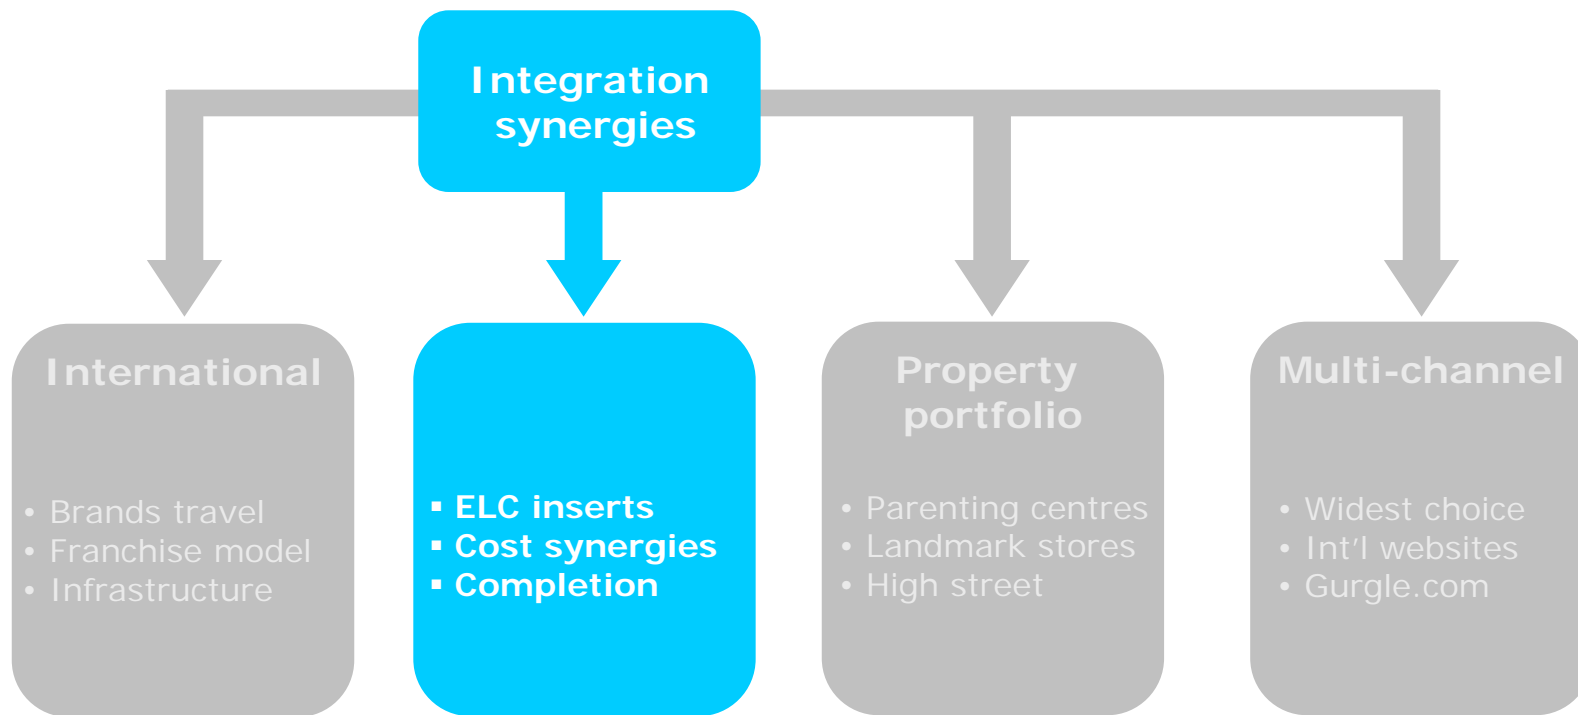 Integration
synergies
International
• Brands travel
• Franchise model
• Infrastructure
▪ ELC inserts
▪ Cost synergies
▪ Completion
Property
portfolio
• Parenting centres
• Landmark stores
• High street
Multi-channel
• Widest choice
• Int'l websites
• Gurgle.com